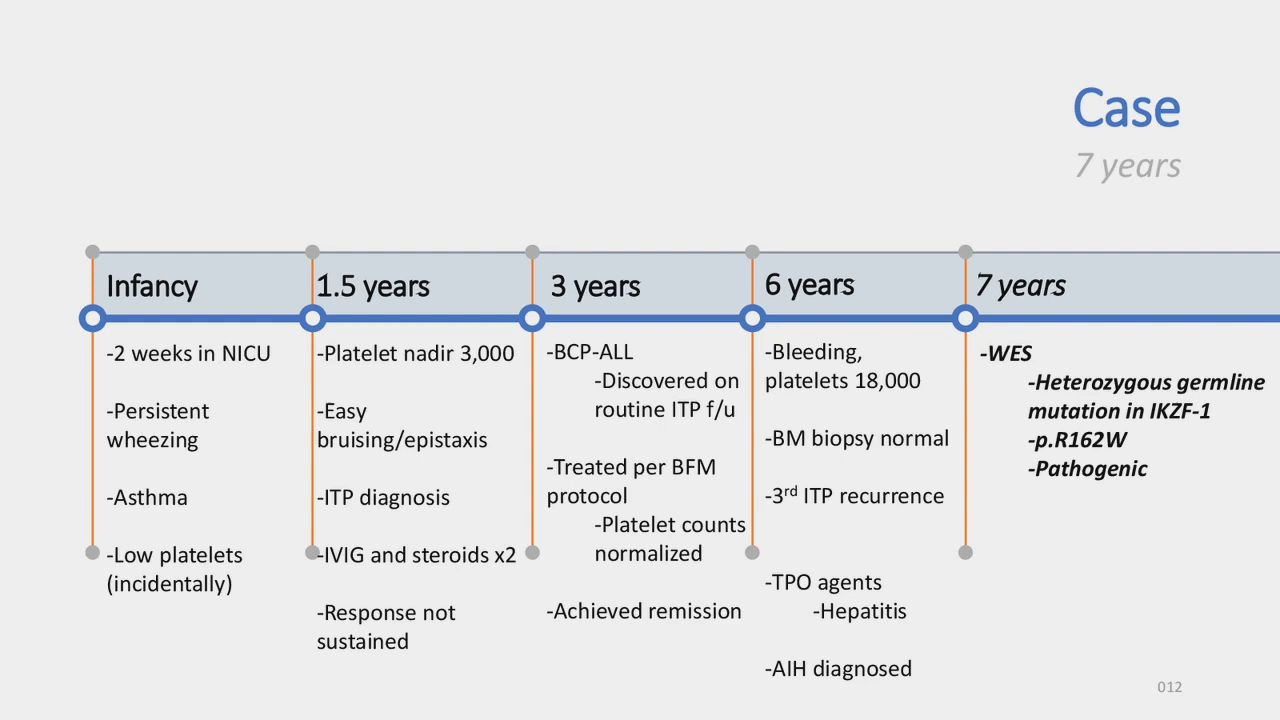 Case
7 years
Infancy
-2 weeks in NICU
-Persistent
wheezing
-Asthma
-Low platelets
(incidentally)
1.5 years
-Platelet nadir 3,000
-Easy
bruising/epistaxis
-ITP diagnosis
-IVIG and steroids x2
-Response not
sustained
3 years
-BCP-ALL
-Discovered on
routine ITP f/u
-Treated per BFM
protocol
-Platelet counts
normalized
-Achieved remission
6 years
-Bleeding,
platelets 18,000
-BM biopsy normal
-3rd ITP recurrence
-TPO agents
-Hepatitis
-AIH diagnosed
7 years
-WES
-Heterozygous germline
mutation in IKZF-1
-p.R162W
-Pathogenic
012